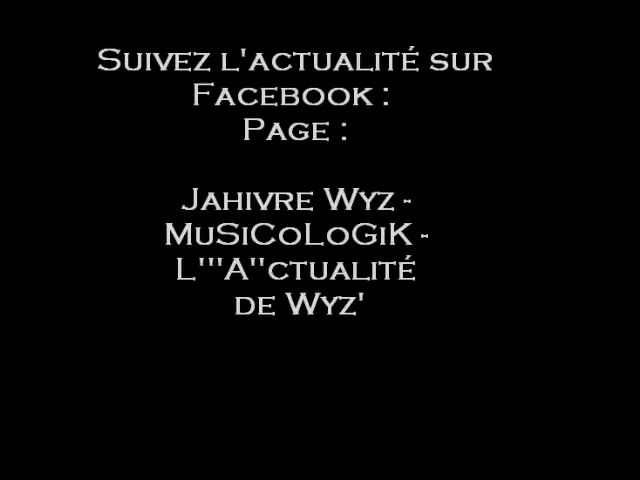 Suivez l'actualité sur
Facebook :
Page :
Jahivre Wyz -
MuSiCoLoGiK -
L'''A''ctualité
de Wyz'